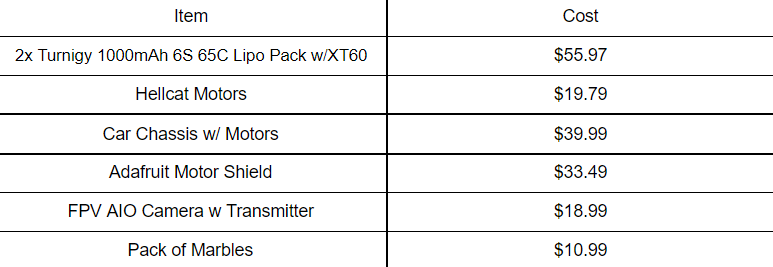 Item Cost
2x Turnigy 1000mAh 6S 65C Lipo Pack w/XT60 $55.97
Hellcat Motors $19.79
Car Chassis w/ Motors $39.99
Adafruit Motor Shield $33.49
FPV AIO Camera w Transmitter $18.99
Pack of Marbles $10.99